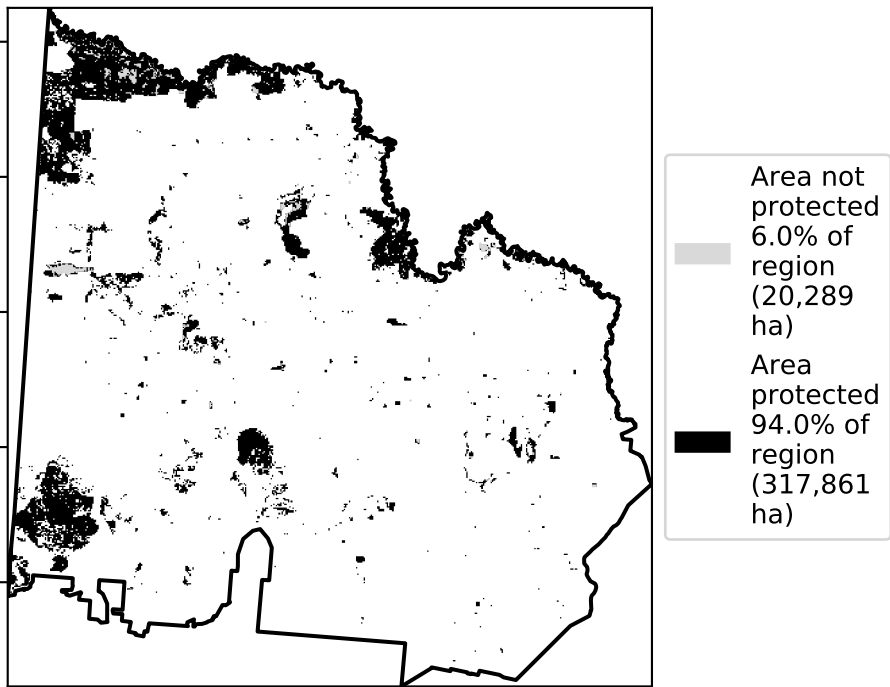 Area not
protected
6.0% of
region
(20,289
ha)
Area
protected
94.0% of
region
(317,861
ha)